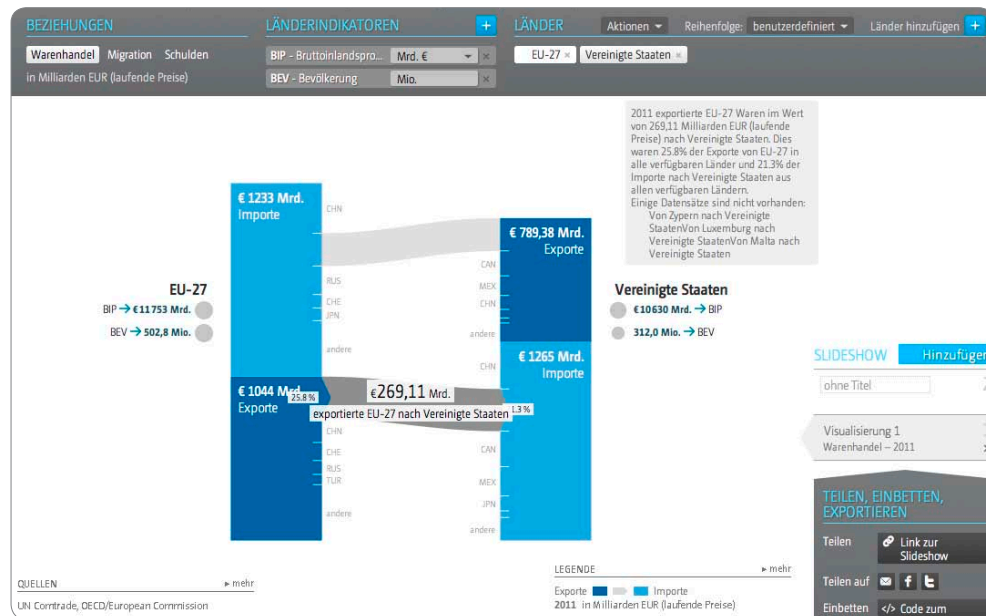 BEZIEHUNGEN
Warenhandel Migration Schulden
in Milliarden EUR (laufende Preise)
LÄNDERINDIKATOREN +
BIP - Bruttoinlandspro... Mrd. € ×
BEV - Bevölkerung Mio. ×
LÄNDER Aktionen Reihenfolge: benutzerdefiniert Länder hinzufügen +
EU-27 × Vereinigte Staaten ×
2011 exportierte EU-27 Waren im Wert
von 269,11 Milliarden EUR (laufende
Preise) nach Vereinigte Staaten. Dies
waren 25.8% der Exporte von EU-27 in
alle verfügbaren Länder und 21.3% der
Importe nach Vereinigte Staaten aus
allen verfügbaren Ländern.
Einige Datensätze sind nicht vorhanden:
Von Zypern nach Vereinigte
StaatenVon Luxemburg nach
Vereinigte StaatenVon Malta nach
Vereinigte Staaten
EU-27
BIP → € 11753 Mrd.
BEV → 502,8 Mio.
€ 1233 Mrd.
Importe
CHN
RUS
CHE
JPN
andere
€ 1044 Mrd.
Exporte
25.8 %
CHN
CHE
RUS
TUR
andere
€269,11 Mrd.
exportierte EU-27 nach Vereinigte Staaten
€ 789,38 Mrd.
Exporte
CAN
MEX
CHN
andere
€ 1265 Mrd.
Importe
CHN
1.3 %
CAN
MEX
JPN
andere
Vereinigte Staaten
€10630 Mrd. → BIP
312,0 Mio. → BEV
SLIDESHOW Hinzufügen
ohne Titel
Visualisierung 1
Warenhandel – 2011
TEILEN, EINBETTEN,
EXPORTIEREN
Teilen Link zur
Slideshow
Teilen auf
Einbetten </> Code zum
QUELLEN ▸ mehr
UN Comtrade, OECD/European Commission
LEGENDE ▸ mehr
Exporte Importe
2011 in Milliarden EUR (laufende Preise)